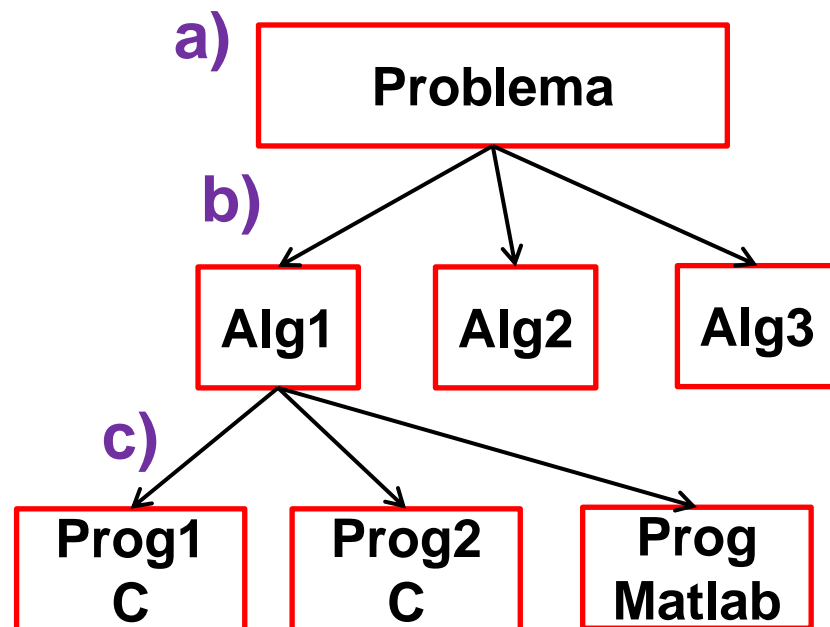 a)
Problema
b)
Alg1
Alg2
Alg3
c)
Prog1
C
Prog2
C
Prog
Matlab